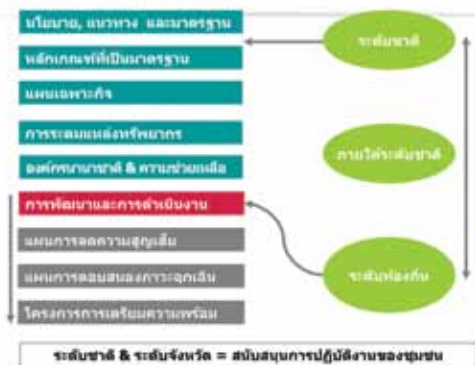 นโยบาย, แนวทาง และมาตรฐาน
หลักเกณฑ์ที่เป็นมาตรฐาน
แผนเฉพาะกิจ
การระดมแหล่งทรัพยากร
องค์กรนานาชาติ & ความช่วยเหลือ
การพัฒนาและการดำเนินงาน
แผนการลดความสูญเสีย
แผนการตอบสนองภาวะฉุกเฉิน
โครงการการเตรียมความพร้อม
ระดับชาติ
ภายใต้ระดับชาติ
ระดับท้องถิ่น
ระดับชาติ & ระดับจังหวัด = สนับสนุนการปฏิบัติงานของชุมชน